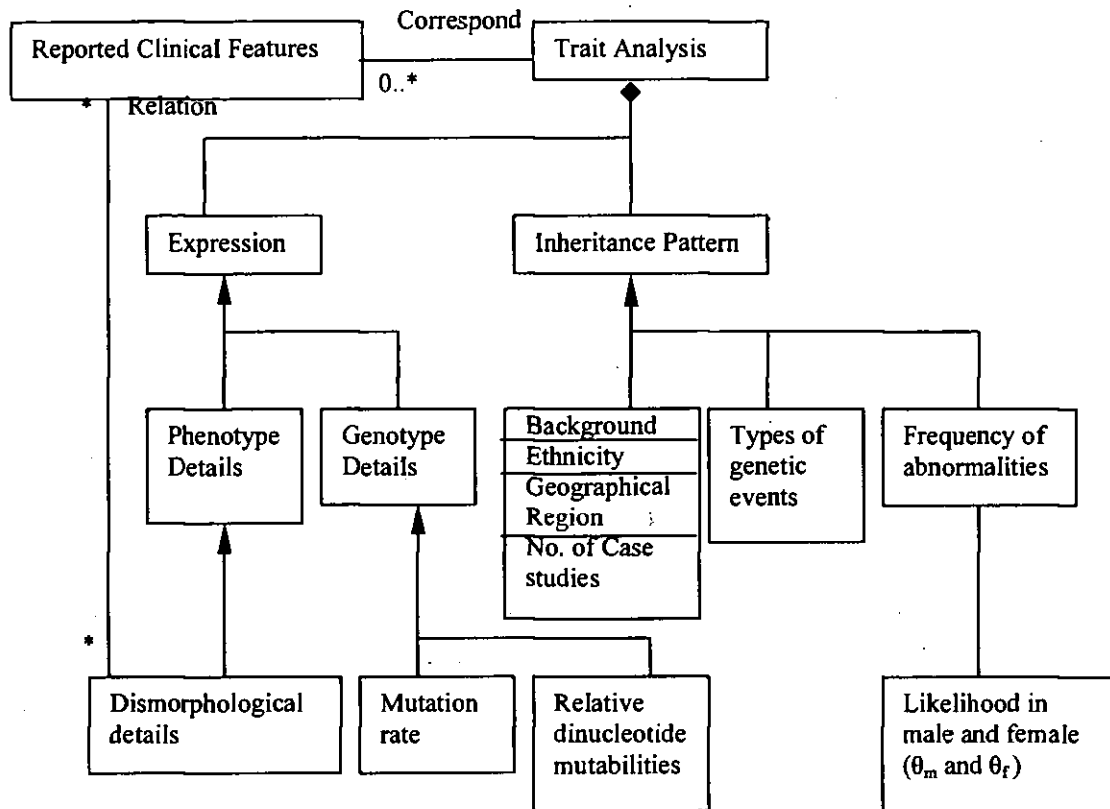 Correspond
Reported Clinical Features
Trait Analysis
0..*
*
Relation
Expression
Inheritance Pattern
Phenotype
Details
Genotype
Details
Background
Ethnicity
Geographical
Region
No. of Case
studies
Types of
genetic
events
Frequency of
abnormalities
*
Dismorphological
details
Mutation
rate
Relative
dinucleotide
mutabilities
Likelihood in
male and female
(θm and θf)